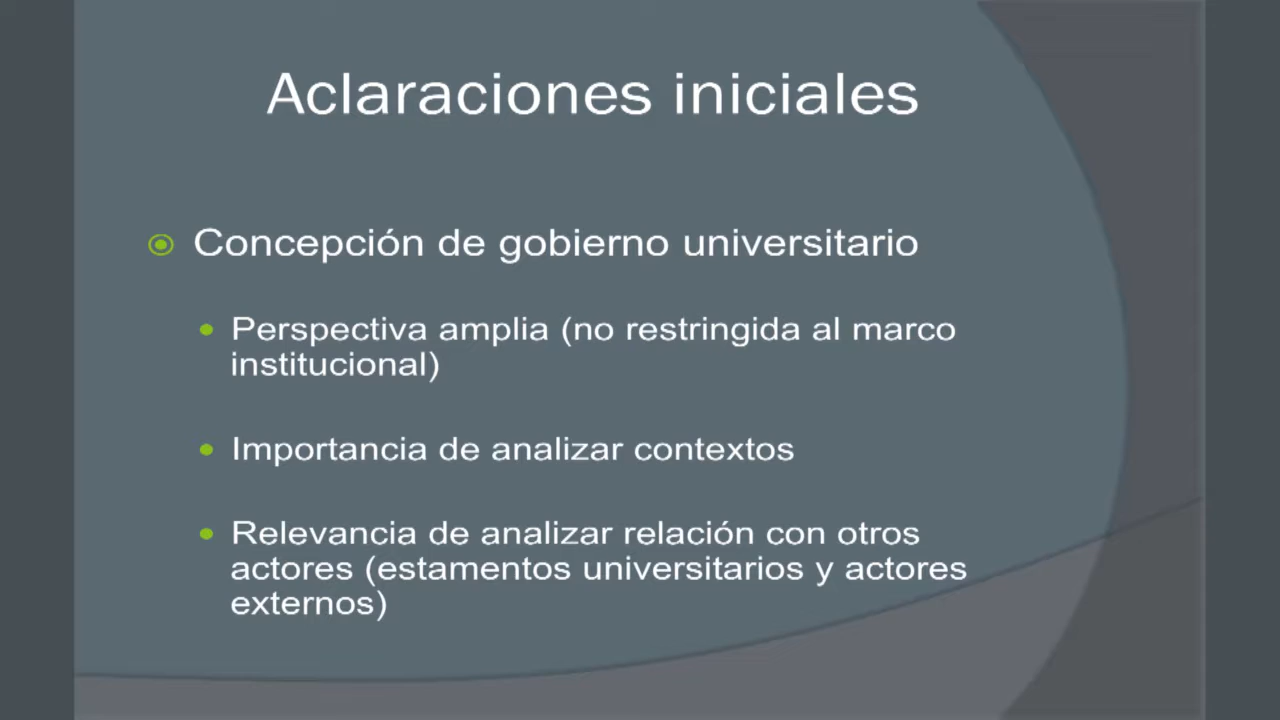 Aclaraciones iniciales
Concepción de gobierno universitario
Perspectiva amplia (no restringida al marco
institucional)
Importancia de analizar contextos
Relevancia de analizar relación con otros
actores (estamentos universitarios y actores
externos)